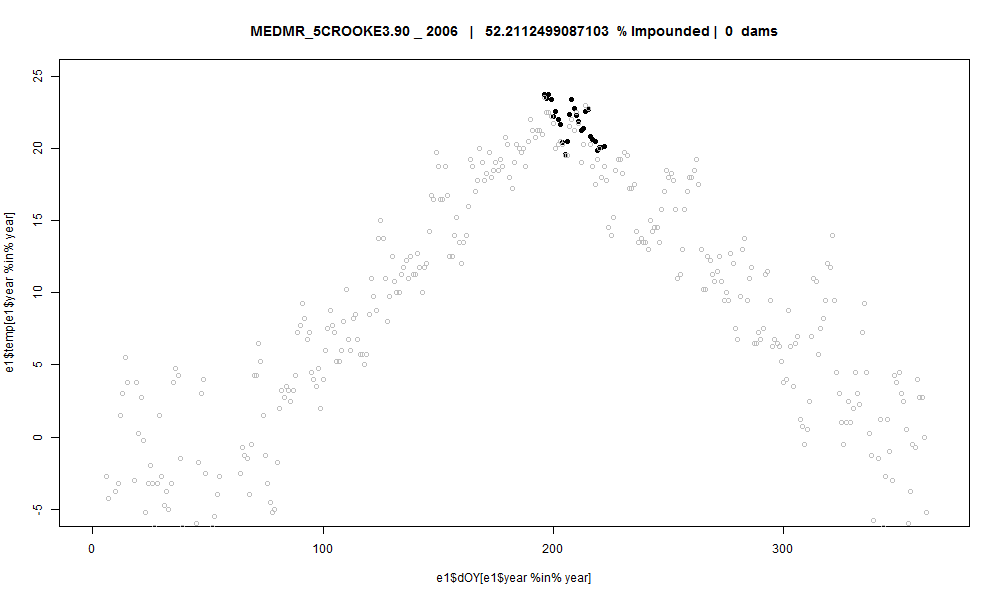 MEDMR_5CROOKE3.90 _ 2006 | 52.2112499087103 % Impounded | 0 dams
e1$temp[e1$year %in% year]
25
20
15
10
5
0
-5
0 100 200 300
e1$dOY[e1$year %in% year]